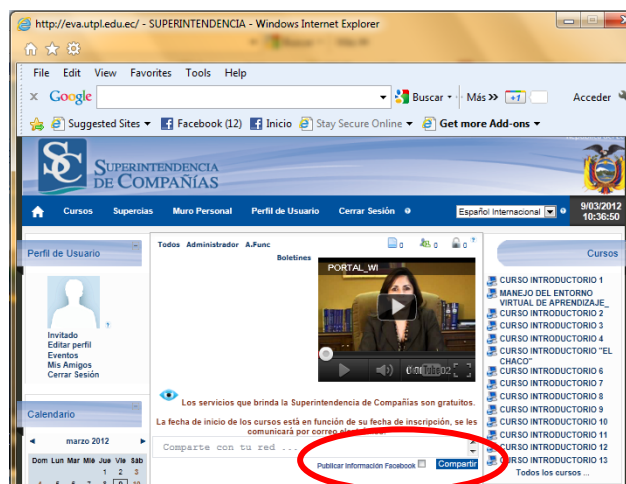 http://eva.utpl.edu.ec/ - SUPERINTENDENCIA - Windows Internet Explorer
File Edit View Favorites Tools Help
x Google Buscar Más >> +1 Acceder
Suggested Sites Facebook (12) Inicio Stay Secure Online Get more Add-ons
SC SUPERINTENDENCIA
DE COMPAÑÍAS
Cursos Supercias Muro Personal Perfil de Usuario Cerrar Sesión Español Internacional 9/03/2012
10:36:50
Perfil de Usuario
Invitado
Editar perfil
Eventos
Mis Amigos
Cerrar Sesión
Calendario
marzo 2012
Dom Lun Mar Mié Jue Vie Sáb
1 2 3
Todos Administrador A.Func 0 0 0 ?
Boletines
PORTAL_WI
Los servicios que brinda la Superintendencia de Compañías son gratuitos.
La fecha de inicio de los cursos está en función de su fecha de inscripción, se les
comunicará por correo
Comparte con tu red ...
Publicar Información Facebook Compartir
Cursos
CURSO INTRODUCTORIO 1
MANEJO DEL ENTORNO
VIRTUAL DE APRENDIZAJE_
CURSO INTRODUCTORIO 2
CURSO INTRODUCTORIO 3
CURSO INTRODUCTORIO 4
CURSO INTRODUCTORIO "EL
CHACO"
CURSO INTRODUCTORIO 6
CURSO INTRODUCTORIO 7
CURSO INTRODUCTORIO 8
CURSO INTRODUCTORIO 9
CURSO INTRODUCTORIO 10
CURSO INTRODUCTORIO 11
CURSO INTRODUCTORIO 12
CURSO INTRODUCTORIO 13
Todos los cursos ...